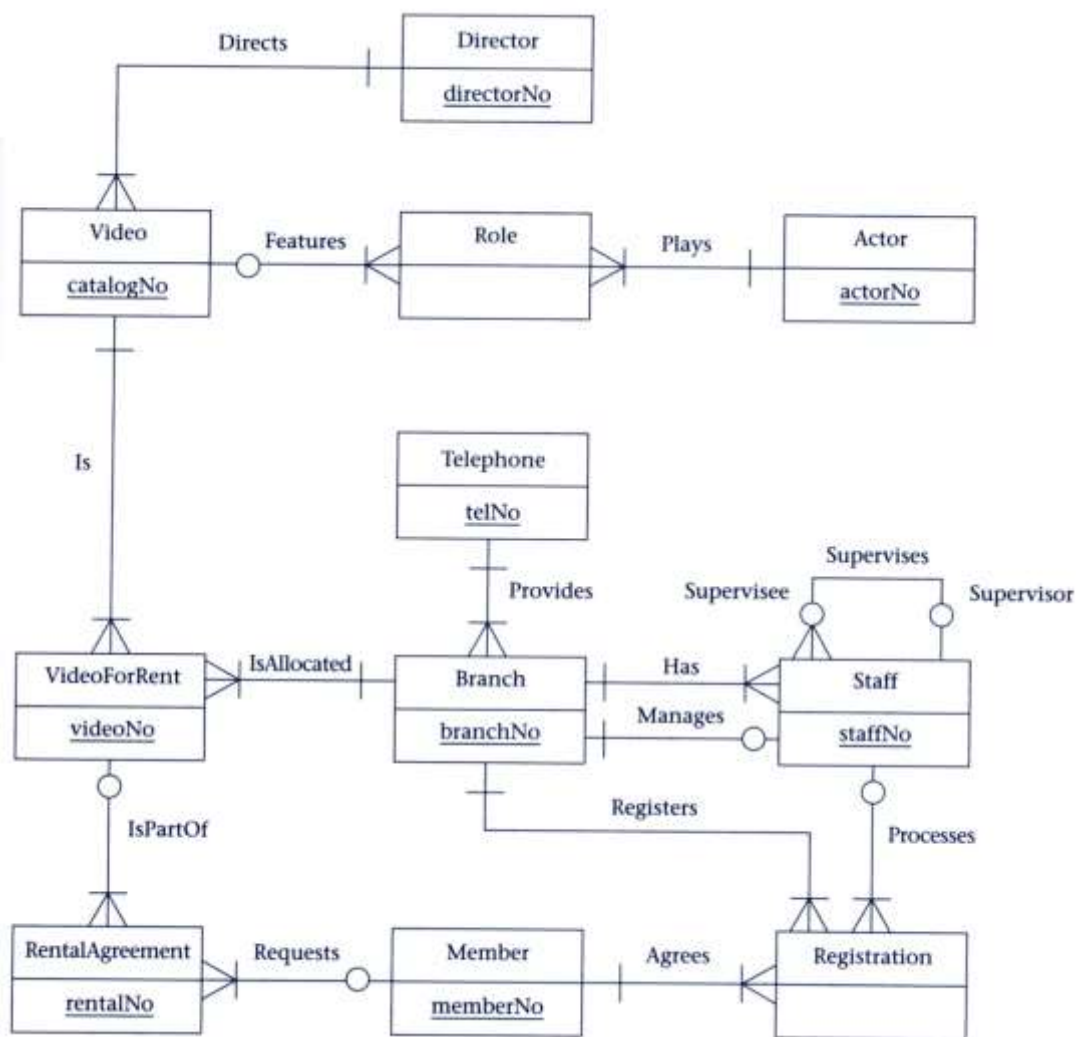 Directs
Director
directorNo
Video
catalogNo
Features
Role
Plays
Actor
actorNo
Is
Telephone
telNo
Provides
Supervises
Supervisee
Supervisor
VideoForRent
videoNo
IsAllocated
Branch
branchNo
Has
Manages
Staff
staffNo
Registers
Processes
IsPartOf
RentalAgreement
rentalNo
Requests
Member
memberNo
Agrees
Registration